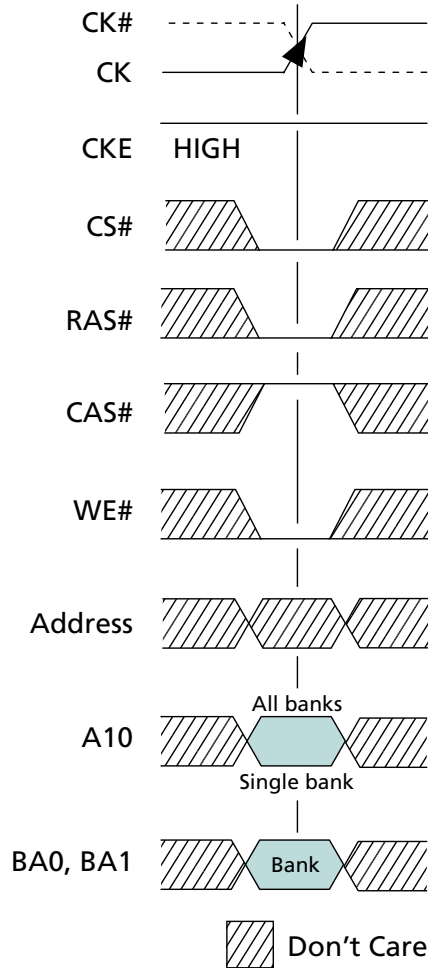 CK#
CK
CKE HIGH
CS#
RAS#
CAS#
WE#
Address
All banks
A10
Single bank
BA0, BA1 Bank
Don't Care